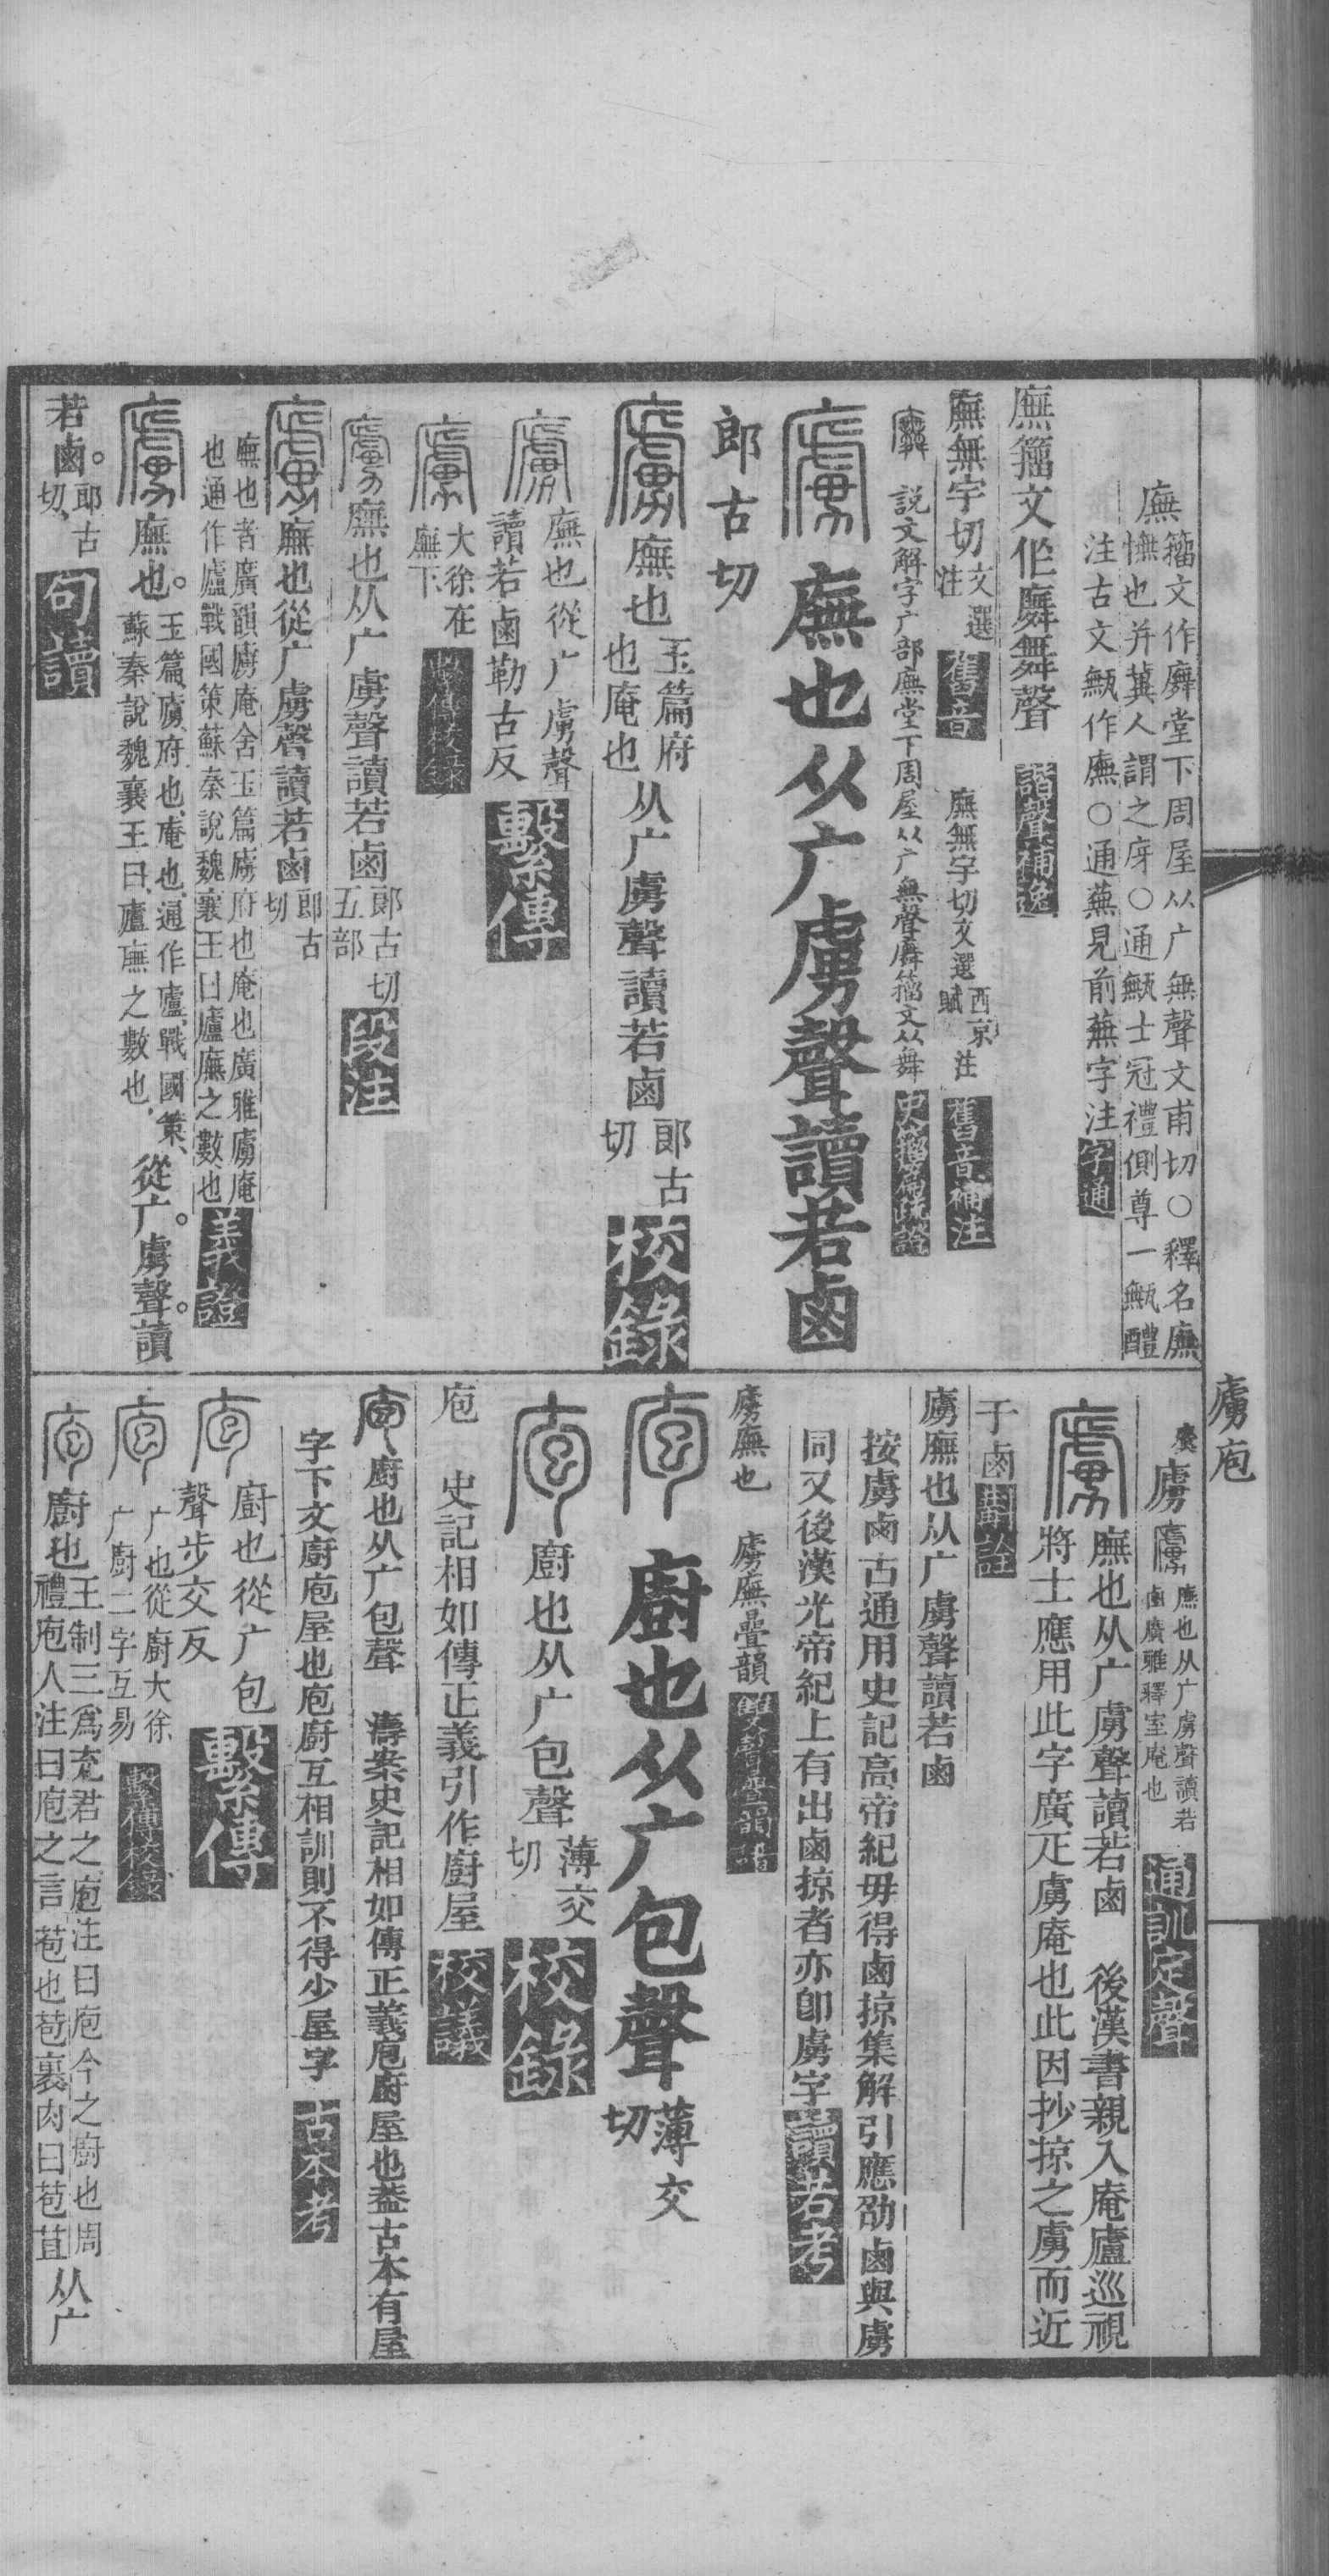 廡籀文作㢑堂下周屋从广無聲文甫切○釋名廡
憮也并冀人謂之庌○通甒士冠禮側尊一甒醴
注古文甒作廡○通蕪見前蕪字注 字通
廡籀文作㢑舞聲 諧聲補逸
廡無宇切 文選注 舊音
廡無字切文選西京賦注 舊音補注
說文解字广部廡堂下周屋从广無聲㢑籀文从舞 史籀篇疏證
廡也从广虜聲讀若鹵
郎古切
廡也 玉篇府也庵也 从广虜聲讀若鹵 郎古切 校錄
廡也從广虜聲
讀若鹵勒古反 繫傳
大徐在廡下 繫傳校錄
廡也从广虜聲讀若鹵 郎古切五部 段注
廡也從广虜聲讀若鹵 郎古切
廡也者廣韻㢚庵舍玉篇㢚府也庵也廣雅㢚庵
也通作廬戰國策蘇秦說魏襄王曰廬廡之數也 義證
廡也。玉篇、㢚、府也、庵也、通作廬、戰國策、
蘇秦說魏襄王曰、廬廡之數也、從广。虜聲。讀
若鹵。郎古切、 句讀
㢚庖
㢚 廡也从广虜聲讀若
鹵廣雅釋室庵也 通訓定聲
廡也从广虜聲讀若鹵 後漢書親入庵廬巡視
將士應用此字廣疋㢚庵也此因抄掠之虜而近
于鹵 斠詮
㢚廡也从广虜聲讀若鹵
按虜鹵古通用史記高帝紀毋得鹵掠集解引應劭鹵與虜
同又後漢光帝紀上有出鹵掠者亦卽虜字 讀若考
㢚廡也 㢚廡疊韻 雙聲疊韻譜
廚也从广包聲 薄交切
廚也从广包聲 薄交切 校錄
庖 史記相如傳正義引作廚屋 校議
廚也从广包聲 濤案史記相如傳正義庖廚屋也葢古本有屋
字下文廚庖屋也庖廚互相訓則不得少屋字 古本考
廚也從广包
聲步交反 繫傳
广也從廚大徐
广廚二字互易 繫傳校錄
廚也 王制三爲充君之庖注曰庖今之廚也周
禮庖人注曰庖之言苞也苞裹肉曰苞苴 从广